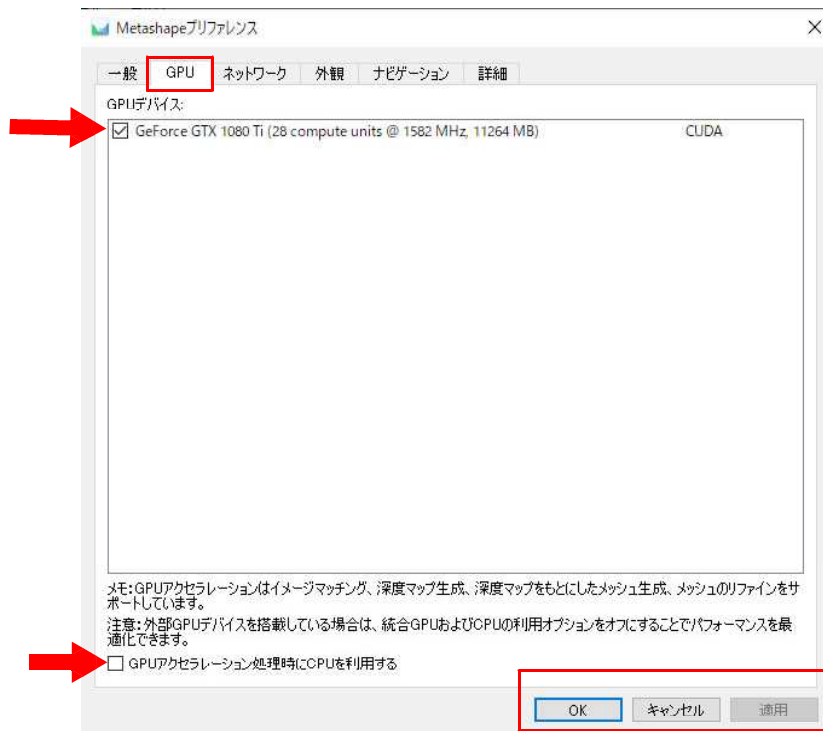 Metashapeプリファレンス
一般 GPU ネットワーク 外観 ナビゲーション 詳細
GPUデバイス:
GeForce GTX 1080 Ti (28 compute units @ 1582 MHz, 11264 MB) CUDA
メモ:GPUアクセラレーションはイメージマッチング、深度マップ生成、深度マップをもとにしたメッシュ生成、メッシュのリファインをサ
ポートしています。
注意:外部GPUデバイスを搭載している場合は、統合GPUおよびCPUの利用オプションをオフにすることでパフォーマンスを最
適化できます。
GPUアクセラレーション処理時にCPUを利用する
OK キャンセル 適用